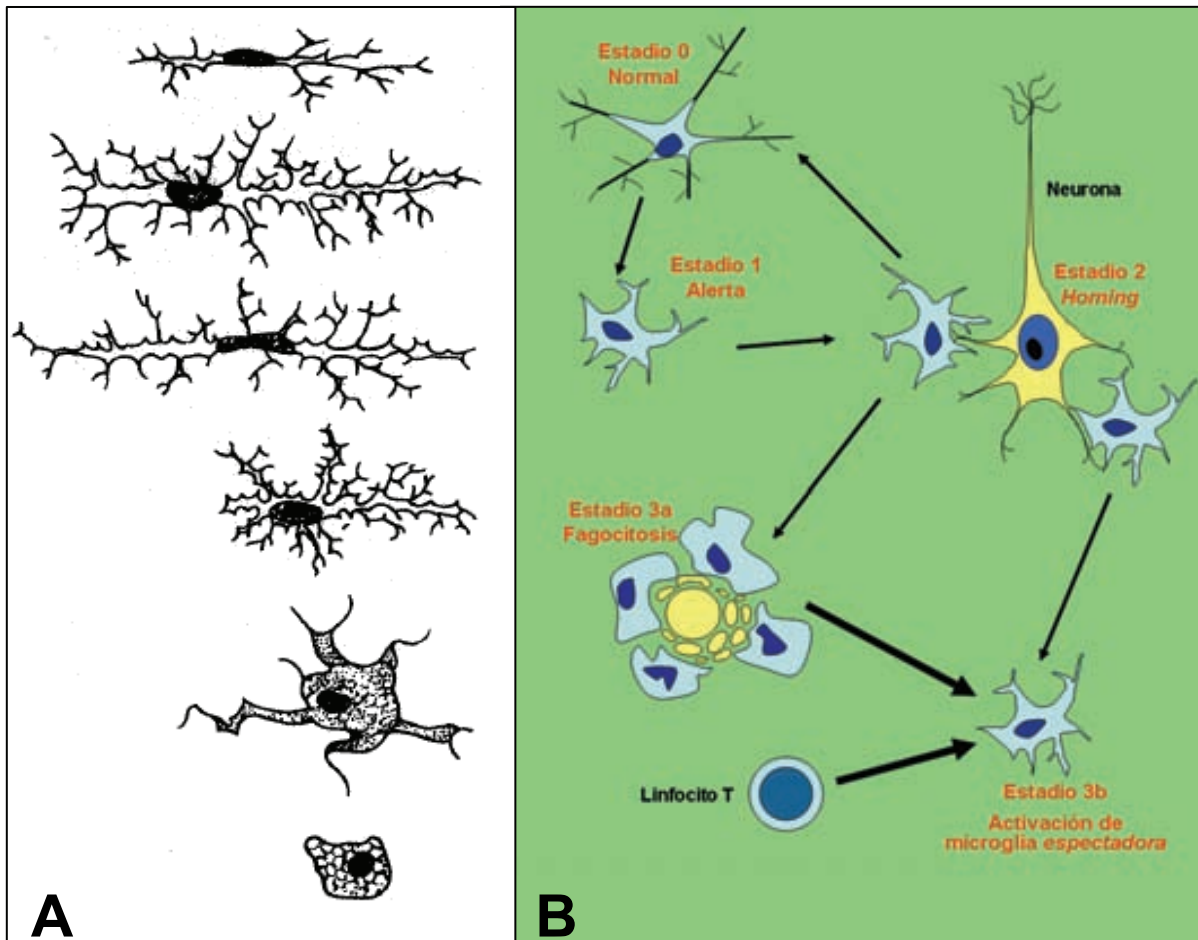 Estadio 0
Normal
Neurona
Estadio 1
Alerta
Estadio 2
Homing
Estadio 3a
Fagocitosis
Linfocito T
Estadio 3b
Activación de
microglia espectadora
A
B